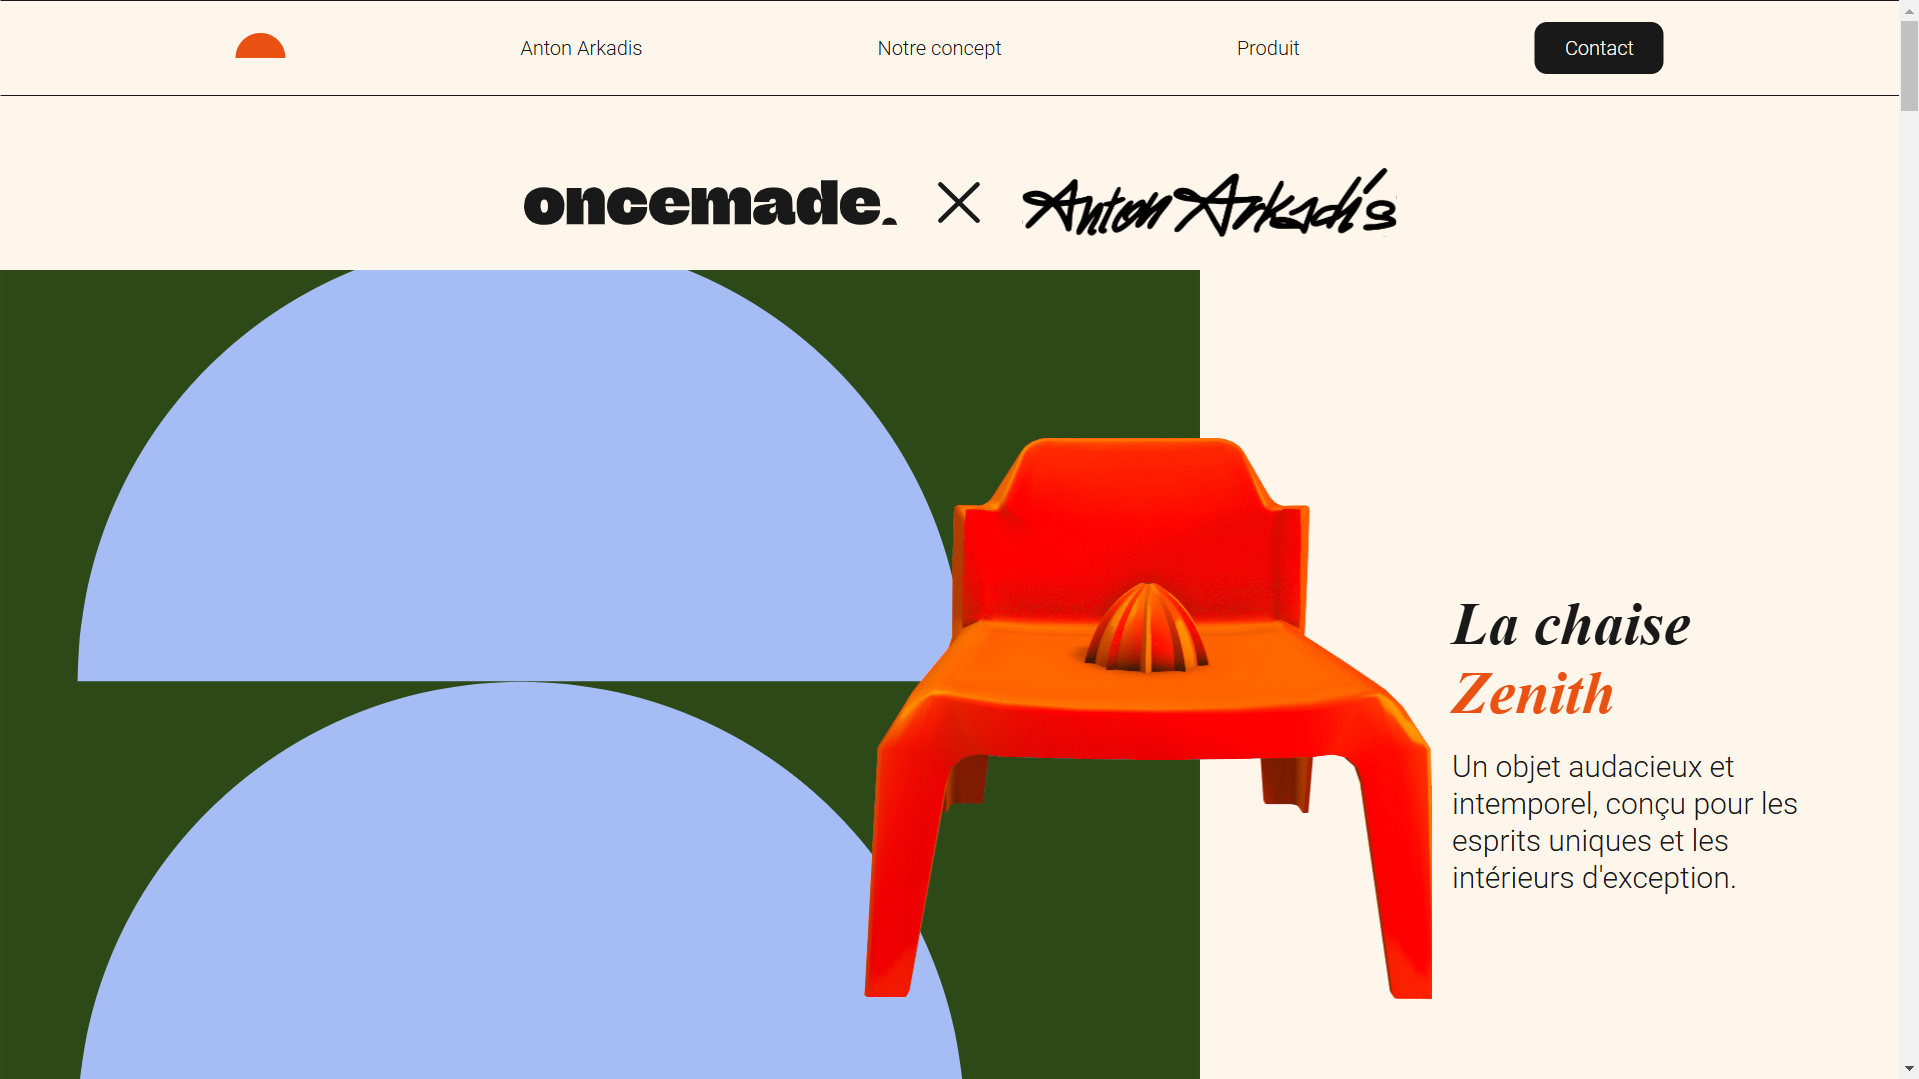 Anton Arkadis
Notre concept
Produit
Contact
oncemade.
Anton Arkadis
La chaise
Zenith
Un objet audacieux et
intemporel, conçu pour les
esprits uniques et les
intérieurs d'exception.